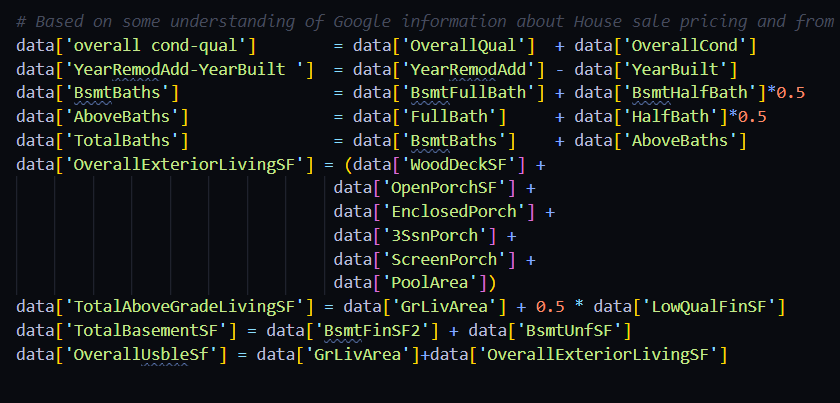 # Based on some understanding of Google information about House sale pricing and from
data['overall cond-qual']        = data['OverallQual']  + data['OverallCond']
data['YearRemodAdd-YearBuilt ']  = data['YearRemodAdd'] - data['YearBuilt']
data['BsmtBaths']                = data['BsmtFullBath'] + data['BsmtHalfBath']*0.5
data['AboveBaths']               = data['FullBath']     + data['HalfBath']*0.5
data['TotalBaths']               = data['BsmtBaths']    + data['AboveBaths']
data['OverallExteriorLivingSF'] = (data['WoodDeckSF'] +
                                 data['OpenPorchSF'] +
                                 data['EnclosedPorch'] +
                                 data['3SsnPorch'] +
                                 data['ScreenPorch'] +
                                 data['PoolArea'])
data['TotalAboveGradeLivingSF'] = data['GrLivArea'] + 0.5 * data['LowQualFinSF']
data['TotalBasementSF'] = data['BsmtFinSF2'] + data['BsmtUnfSF']
data['OverallUsbleSf'] = data['GrLivArea']+data['OverallExteriorLivingSF']